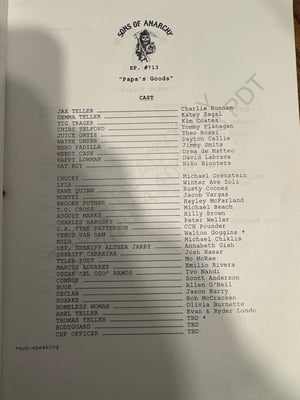 SONS OF ANARCHY
EP. #713
"Papa's Goods"
CAST
JAX TELLER Charlie Hunnam
GEMMA TELLER Katey Sagal
TIG TRAGER Kim Coates
CHIBS TELFORD Tommy Flanagan
JUICE ORTIZ Theo Rossi
WAYNE UNSER Dayton Callie
NERO PADILLA Jimmy Smits
WENDY CASE Drea de Matteo
HAPPY LOWMAN David Labrava
RAT BOY Niko Nicotera
CHUCKY Michael Ornstein
LYLA Winter Ave Zoli
RANE QUINN Rusty Coones
MONTEZ Jacob Vargas
BROOKE PUTNER Hayley McFarland
T.O. CROSS Michael Beach
AUGUST MARKS Billy Brown
CHARLES BAROSKY Peter Weller
D.A. TYNE PATTERSON CCH Pounder
VENUS VAN DAM Walton Goggins *
MILO Michael Chiklis
DEP. SHERIFF ALTHEA JARRY Annabeth Gish
SHERIFF CARREIRA Josh Nasar
TYLER YOST Mo McRae
MARCUS ALVAREZ Emilio Rivera
OSCAR "EL OSO" RAMOS Ivo Nandi
CONNOR Scott Anderson
HUGH Allen O'Neil
DECLAN Jason Barry
ROARKE Bob McCracken
HOMELESS WOMAN Olivia Burnette
ABEL TELLER Evan & Ryder Londo
THOMAS TELLER TBD *
BODYGUARD TBD
CHP OFFICER TBD
*non-speaking
PDT